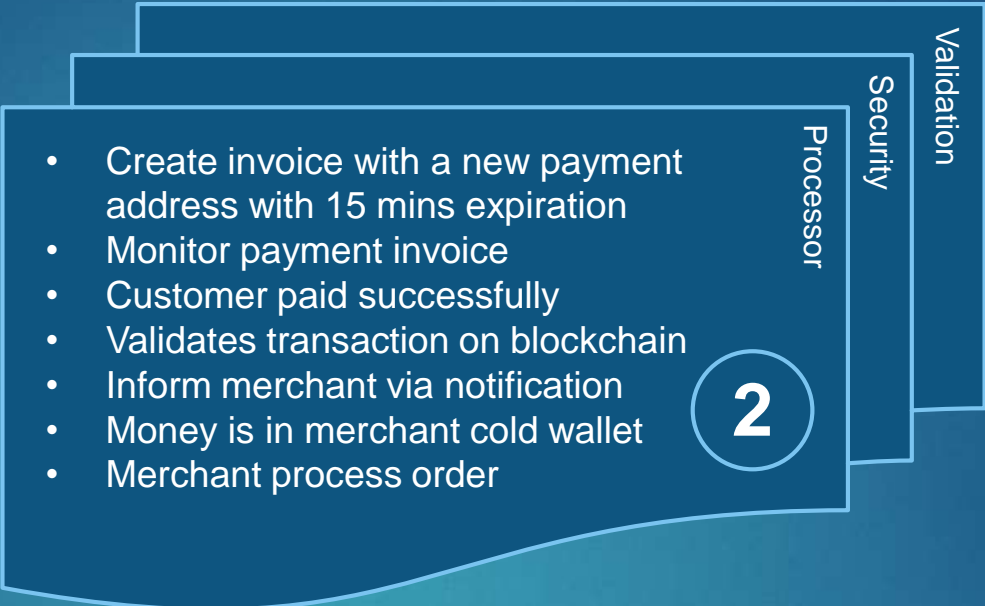 Validation
Security
Processor
• Create invoice with a new payment
address with 15 mins expiration
• Monitor payment invoice
• Customer paid successfully
• Validates transaction on blockchain
• Inform merchant via notification
• Money is in merchant cold wallet
• Merchant process order
2